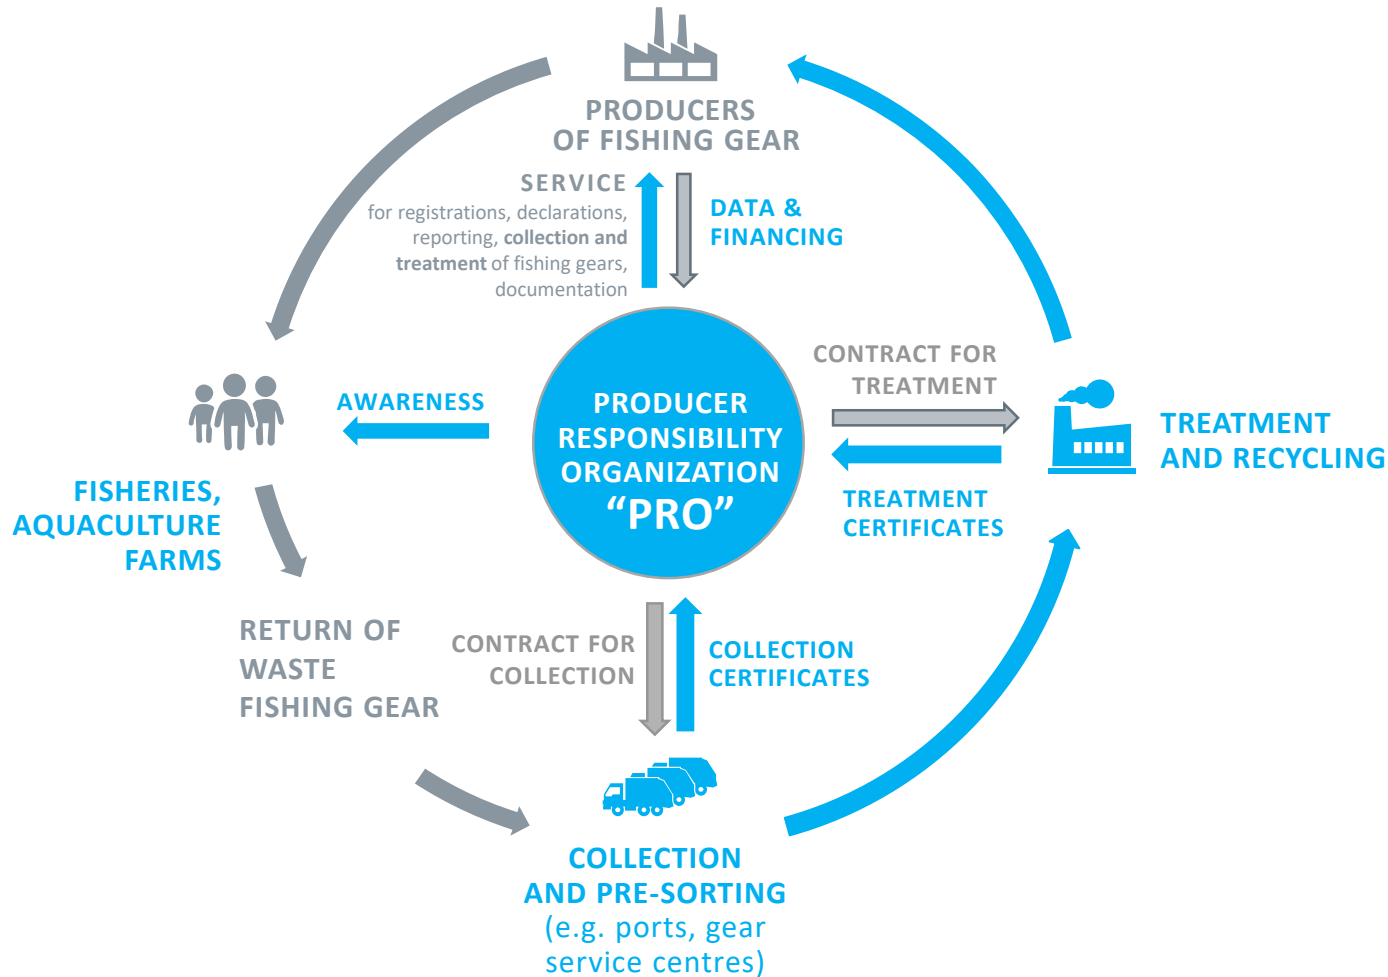 PRODUCERS
OF FISHING GEAR
SERVICE
for registrations, declarations,
reporting, collection and
treatment of fishing gears,
documentation
DATA &
FINANCING
CONTRACT FOR
TREATMENT
AWARENESS
PRODUCER
RESPONSIBILITY
ORGANIZATION
“PRO”
TREATMENT
AND RECYCLING
TREATMENT
CERTIFICATES
FISHERIES,
AQUACULTURE
FARMS
RETURN OF
WASTE
FISHING GEAR
CONTRACT FOR
COLLECTION
COLLECTION
CERTIFICATES
COLLECTION
AND PRE-SORTING
(e.g. ports, gear
service centres)